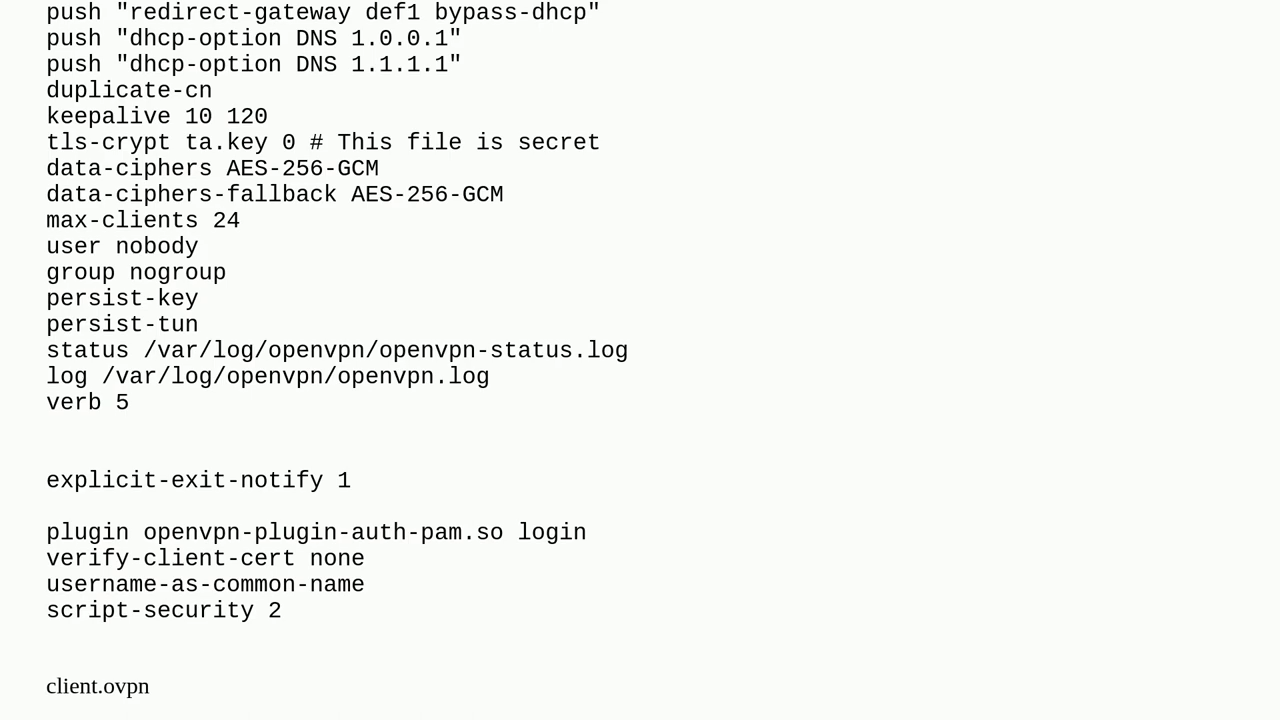 push "redirect-gateway def1 bypass-dhcp"
push "dhcp-option DNS 1.0.0.1"
push "dhcp-option DNS 1.1.1.1"
duplicate-cn
keepalive 10 120
tls-crypt ta.key 0 # This file is secret
data-ciphers AES-256-GCM
data-ciphers-fallback AES-256-GCM
max-clients 24
user nobody
group nogroup
persist-key
persist-tun
status /var/log/openvpn/openvpn-status.log
log /var/log/openvpn/openvpn.log
verb 5
explicit-exit-notify 1
plugin openvpn-plugin-auth-pam.so login
verify-client-cert none
username-as-common-name
script-security 2
client.ovpn